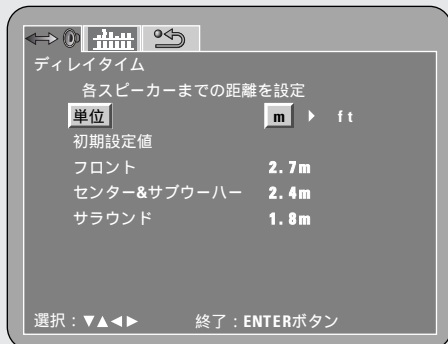 ディレイタイム
各スピーカーまでの距離を設定
単位 m ▶ ft
初期設定値
フロント 2.7m
センター&サブウーハー 2.4m
サラウンド 1.8m
選択：▼▲◀▶ 終了：ENTERボタン